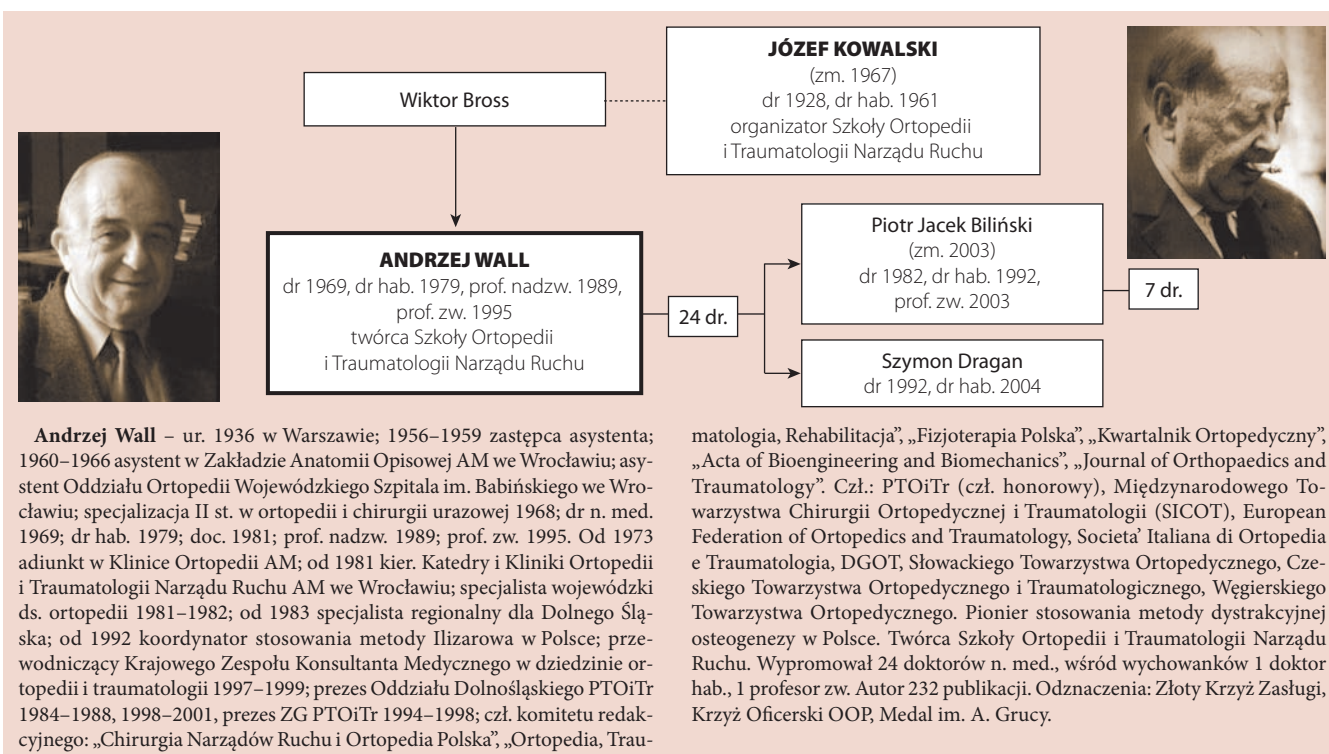 JÓZEF KOWALSKI
(zm. 1967)
dr 1928, dr hab. 1961
organizator Szkoły Ortopedii
i Traumatologii Narządu Ruchu
Wiktor Bross
ANDRZEJ WALL
dr 1969, dr hab. 1979, prof. nadzw. 1989,
prof. zw. 1995
twórca Szkoły Ortopedii
i Traumatologii Narządu Ruchu
24 dr.
Piotr Jacek Biliński
(zm. 2003)
dr 1982, dr hab. 1992,
prof. zw. 2003
7 dr.
Szymon Dragan
dr 1992, dr hab. 2004
Andrzej Wall – ur. 1936 w Warszawie; 1956–1959 zastępca asystenta;
1960–1966 asystent w Zakładzie Anatomii Opisowej AM we Wrocławiu; asy-
stent Oddziału Ortopedii Wojewódzkiego Szpitala im. Babińskiego we Wro-
cławiu; specjalizacja II st. w ortopedii i chirurgii urazowej 1968; dr n. med.
1969; dr hab. 1979; doc. 1981; prof. nadzw. 1989; prof. zw. 1995. Od 1973
adiunkt w Klinice Ortopedii AM; od 1981 kier. Katedry i Kliniki Ortopedii
i Traumatologii Narządu Ruchu AM we Wrocławiu; specjalista wojewódzki
ds. ortopedii 1981–1982; od 1983 specjalista regionalny dla Dolnego Ślą-
ska; od 1992 koordynator stosowania metody Ilizarowa w Polsce; prze-
wodniczący Krajowego Zespołu Konsultanta Medycznego w dziedzinie or-
topedii i traumatologii 1997–1999; prezes Oddziału Dolnośląskiego PTOiTr
1984–1988, 1998–2001, prezes ZG PTOiTr 1994–1998; czł. komitetu redak-
cyjnego: „Chirurgia Narządów Ruchu i Ortopedia Polska”, „Ortopedia, Trau-
matologia, Rehabilitacja”, „Fizjoterapia Polska”, „Kwartalnik Ortopedyczny”,
„Acta of Bioengineering and Biomechanics”, „Journal of Orthopaedics and
Traumatology”. Czł.: PTOiTr (czł. honorowy), Międzynarodowego To-
warzystwa Chirurgii Ortopedycznej i Traumatologii (SICOT), European
Federation of Ortopedics and Traumatology, Societa’ Italiana di Ortopedia
e Traumatologia, DGOT, Słowackiego Towarzystwa Ortopedycznego, Cze-
skiego Towarzystwa Ortopedycznego i Traumatologicznego, Węgierskiego
Towarzystwa Ortopedycznego. Pionier stosowania metody dystrakcyjnej
osteogenezy w Polsce. Twórca Szkoły Ortopedii i Traumatologii Narządu
Ruchu. Wypromował 24 doktorów n. med., wśród wychowanków 1 doktor
hab., 1 profesor zw. Autor 232 publikacji. Odznaczenia: Złoty Krzyż Zasługi,
Krzyż Oficerski OOP, Medal im. A. Grucy.